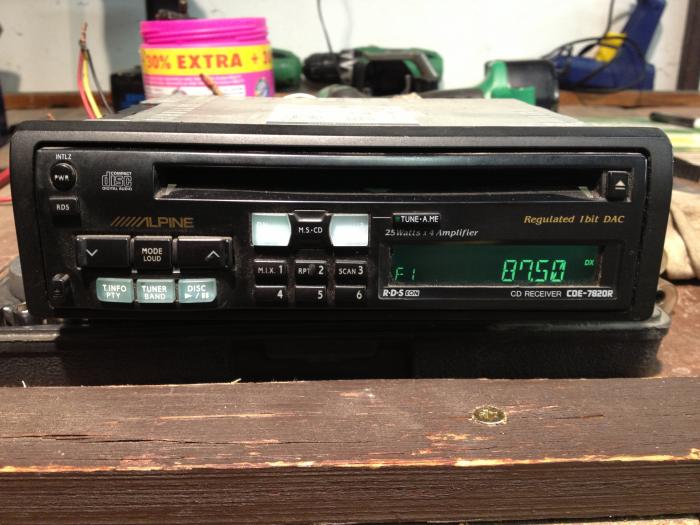 30% EXTRA + 30
INTLZ
PWR
COMPACT
disc
DIGITAL AUDIO
RDS
ALPINE
M.S.-CD
TUNE•A.ME
Regulated 1bit DAC
25Watts x 4 Amplifier
MODE
LOUD
T.INFO
PTY
TUNER
BAND
DISC
M.I.X. 1
RPT 2
SCAN 3
4
5
6
F1
87.50
DX
R•D•S EON
CD RECEIVER CDE-7820R